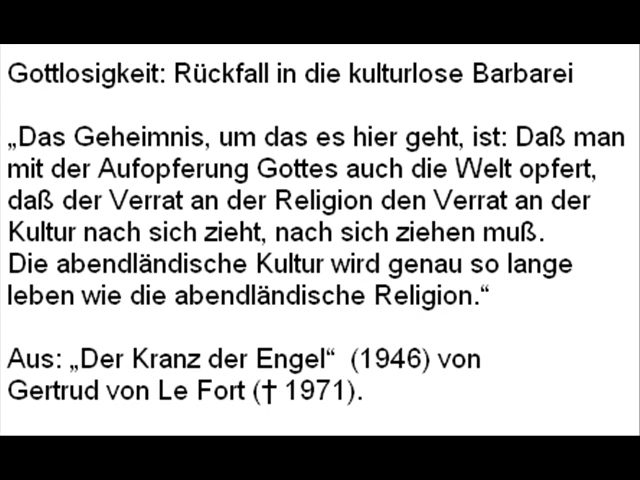 Gottlosigkeit: Rückfall in die kulturlose Barbarei
„Das Geheimnis, um das es hier geht, ist: Daß man
mit der Aufopferung Gottes auch die Welt opfert,
daß der Verrat an der Religion den Verrat an der
Kultur nach sich zieht, nach sich ziehen muß.
Die abendländische Kultur wird genau so lange
leben wie die abendländische Religion.“
Aus: „Der Kranz der Engel“ (1946) von
Gertrud von Le Fort († 1971).